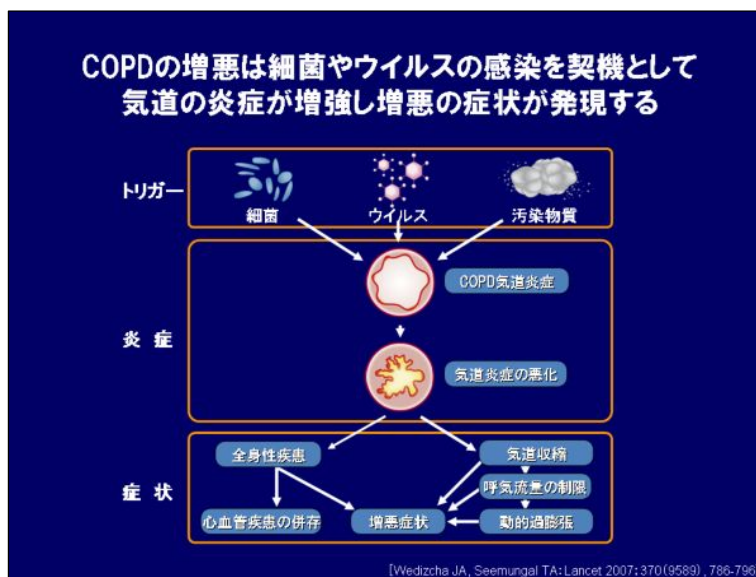 COPDの増悪は細菌やウイルスの感染を契機として
気道の炎症が増強し増悪の症状が発現する
トリガー
細菌
ウイルス
汚染物質
COPD気道炎症
炎 症
気道炎症の悪化
全身性疾患
気道収縮
症 状
呼気流量の制限
心血管疾患の併存
増悪症状
動的過膨張
[Wedizcha JA, Seemungal TA: Lancet 2007; 370(9589), 786-796